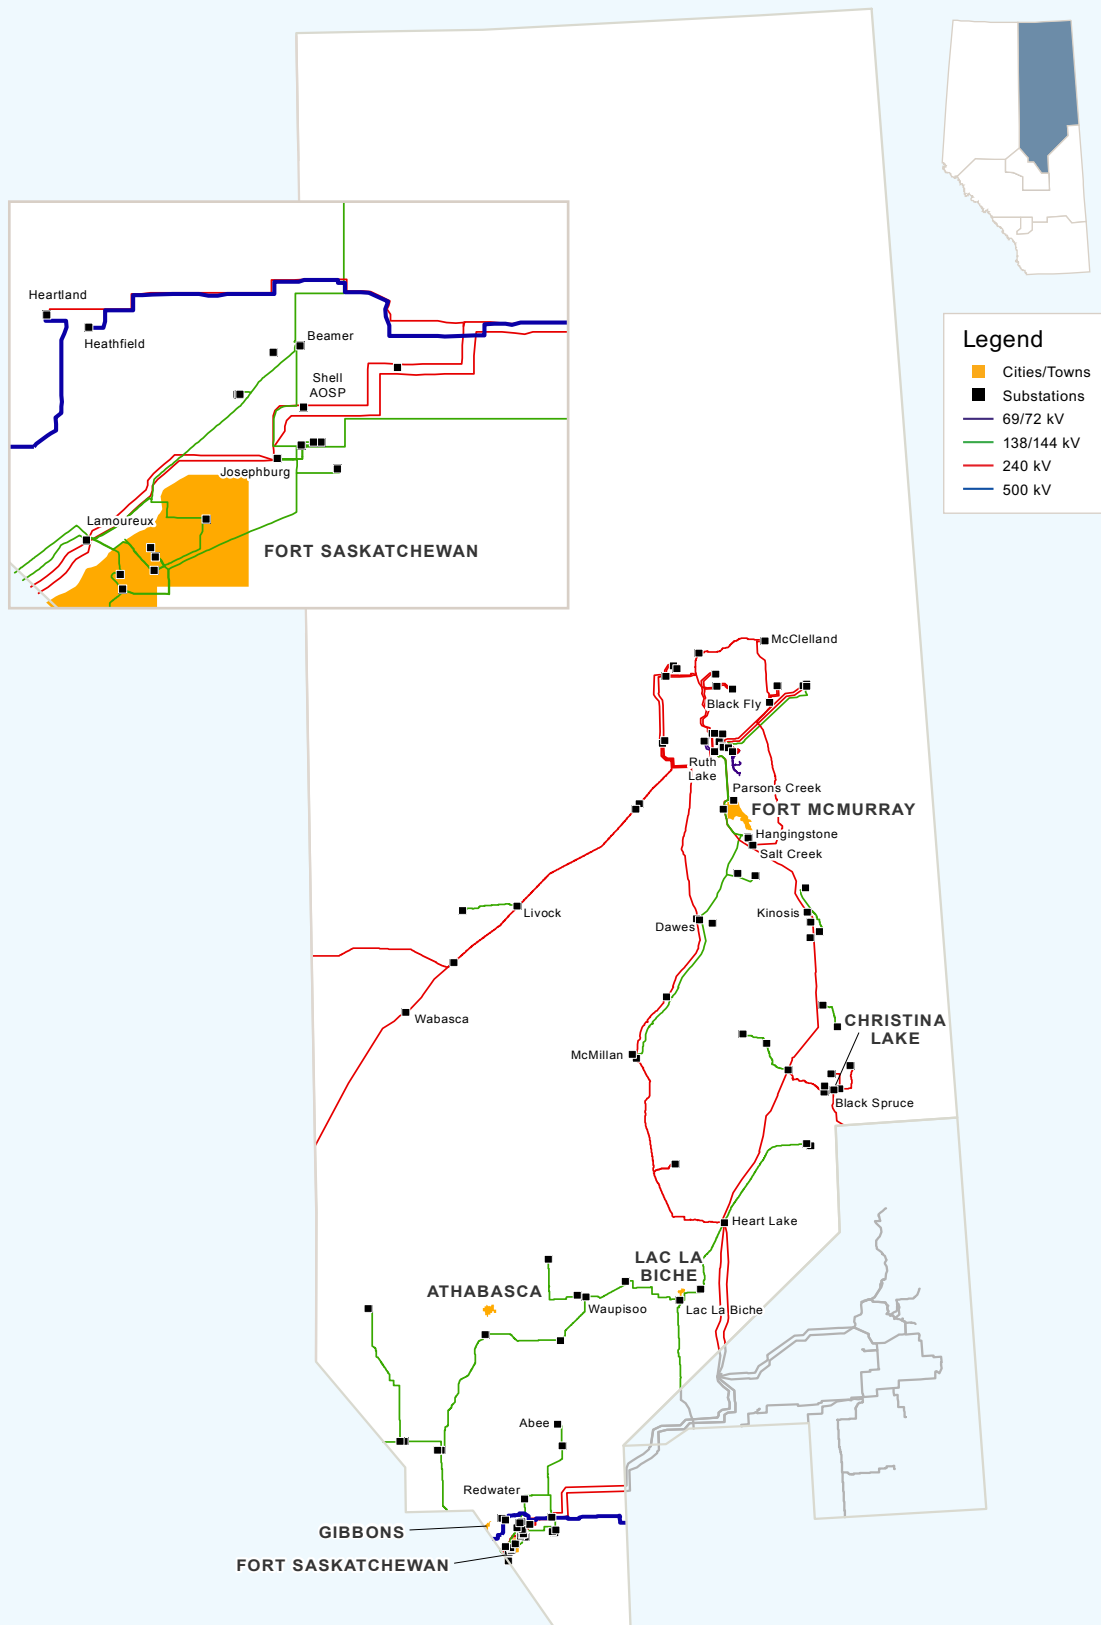 Heartland
Heathfield
Beamer
Shell
AOSP
Josephburg
Lamoureux
FORT SASKATCHEWAN
Legend
Cities/Towns
Substations
69/72 kV
138/144 kV
240 kV
500 kV
McClelland
Black Fly
Ruth
Lake
Parsons Creek
FORT MCMURRAY
Hangingstone
Salt Creek
Livock
Kinosis
Dawes
Wabasca
CHRISTINA
LAKE
McMillan
Black Spruce
Heart Lake
LAC LA
BICHE
ATHABASCA
Waupisoo
Lac La Biche
Abee
Redwater
GIBBONS
FORT SASKATCHEWAN